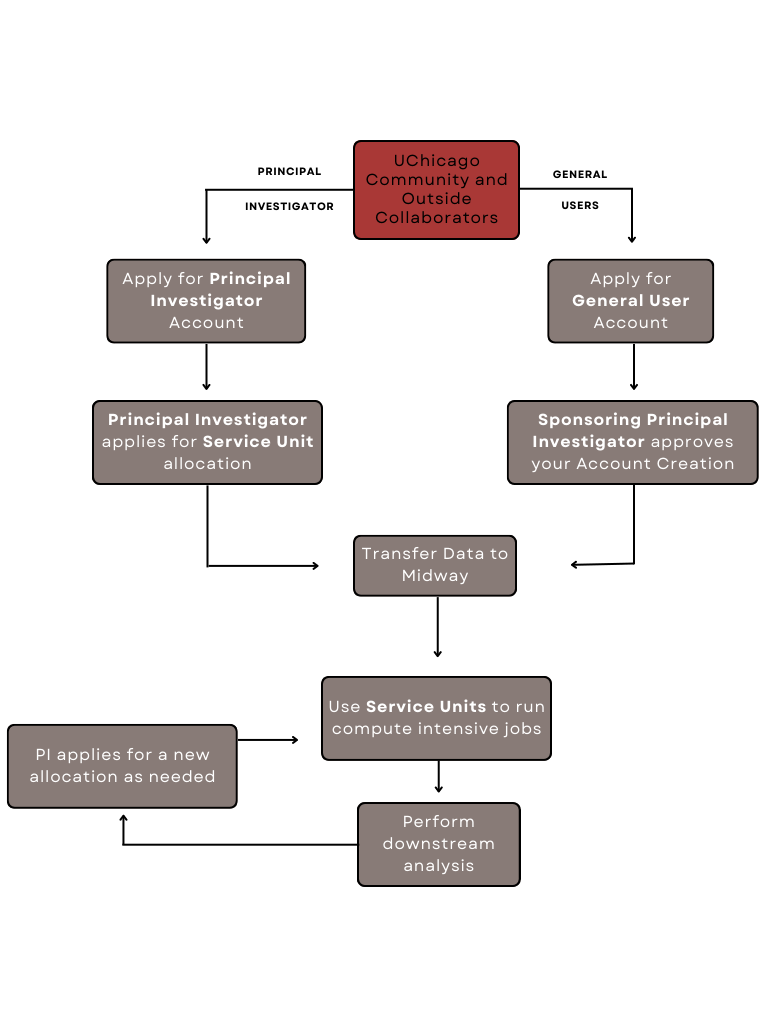 UChicago
Community and
Outside
Collaborators
PRINCIPAL
INVESTIGATOR
GENERAL
USERS
Apply for Principal
Investigator
Account
Apply for
General User
Account
Principal Investigator
applies for Service Unit
allocation
Sponsoring Principal
Investigator approves
your Account Creation
Transfer Data to
Midway
Use Service Units to run
compute intensive jobs
PI applies for a new
allocation as needed
Perform
downstream
analysis